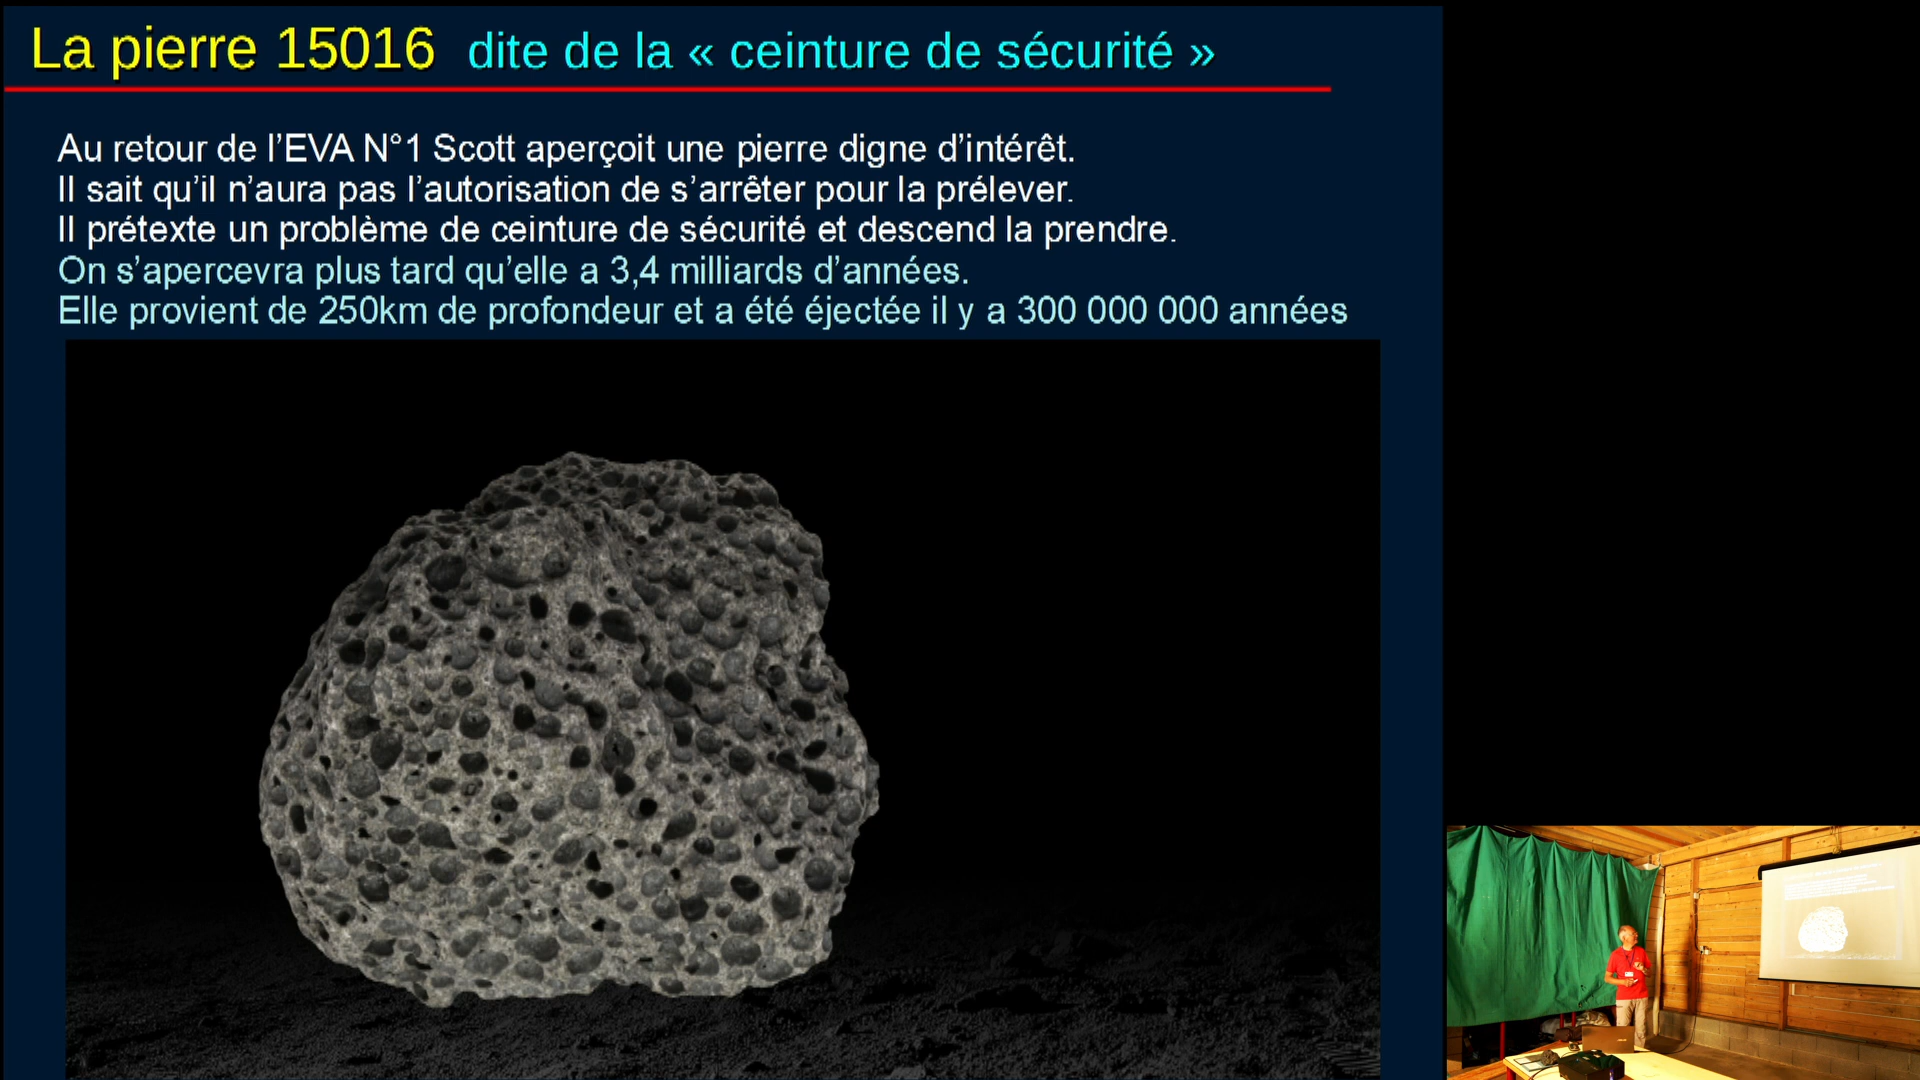 La pierre 15016 dite de la « ceinture de sécurité »
Au retour de l’EVA N°1 Scott aperçoit une pierre digne d’intérêt.
Il sait qu’il n’aura pas l’autorisation de s’arrêter pour la prélever.
Il prétexte un problème de ceinture de sécurité et descend la prendre.
On s’apercevra plus tard qu’elle a 3,4 milliards d’années.
Elle provient de 250km de profondeur et a été éjectée il y a 300 000 000 années